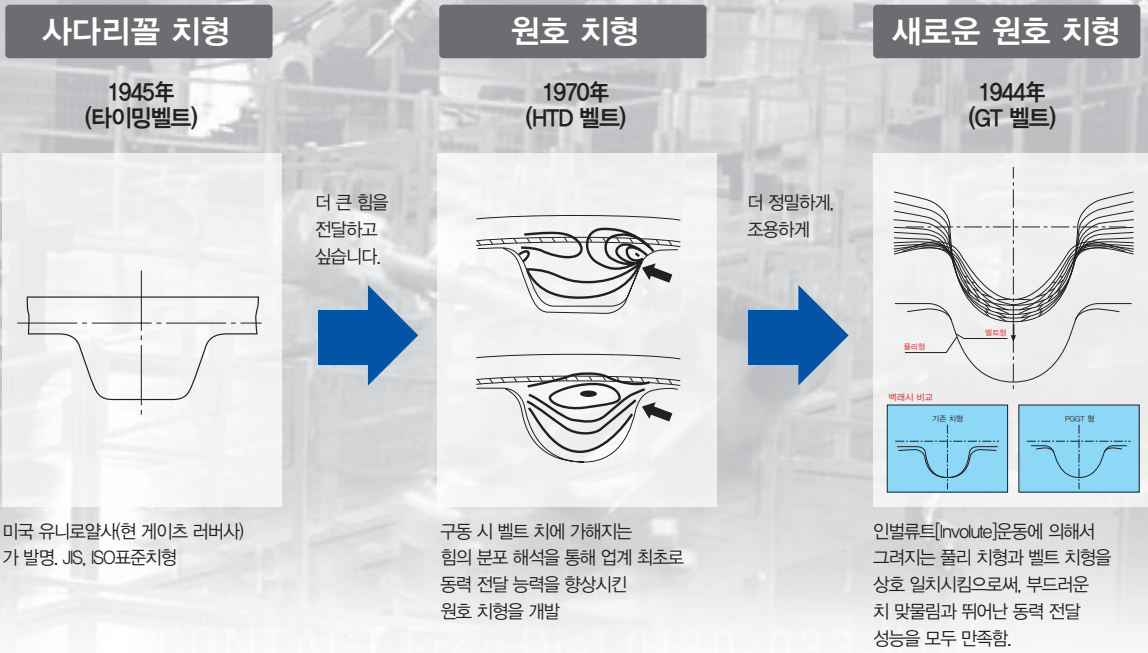 사다리꼴 치형
1945年
(타이밍벨트)
미국 유니로얄사(현 게이츠 러버사)
가 발명. JIS, ISO표준치형
더 큰 힘을
전달하고
싶습니다.
원호 치형
1970年
(HTD 벨트)
구동 시 벨트 치에 가해지는
힘의 분포 해석을 통해 업계 최초로
동력 전달 능력을 향상시킨
원호 치형을 개발
더 정밀하게,
조용하게
새로운 원호 치형
1944年
(GT 벨트)
벨트형
풀리형
백래시 비교
기존 치형
PGGT 형
인벌류트[Involute]운동에 의해서
그려지는 풀리 치형과 벨트 치형을
상호 일치시킴으로써, 부드러운
치 맞물림과 뛰어난 동력 전달
성능을 모두 만족함.